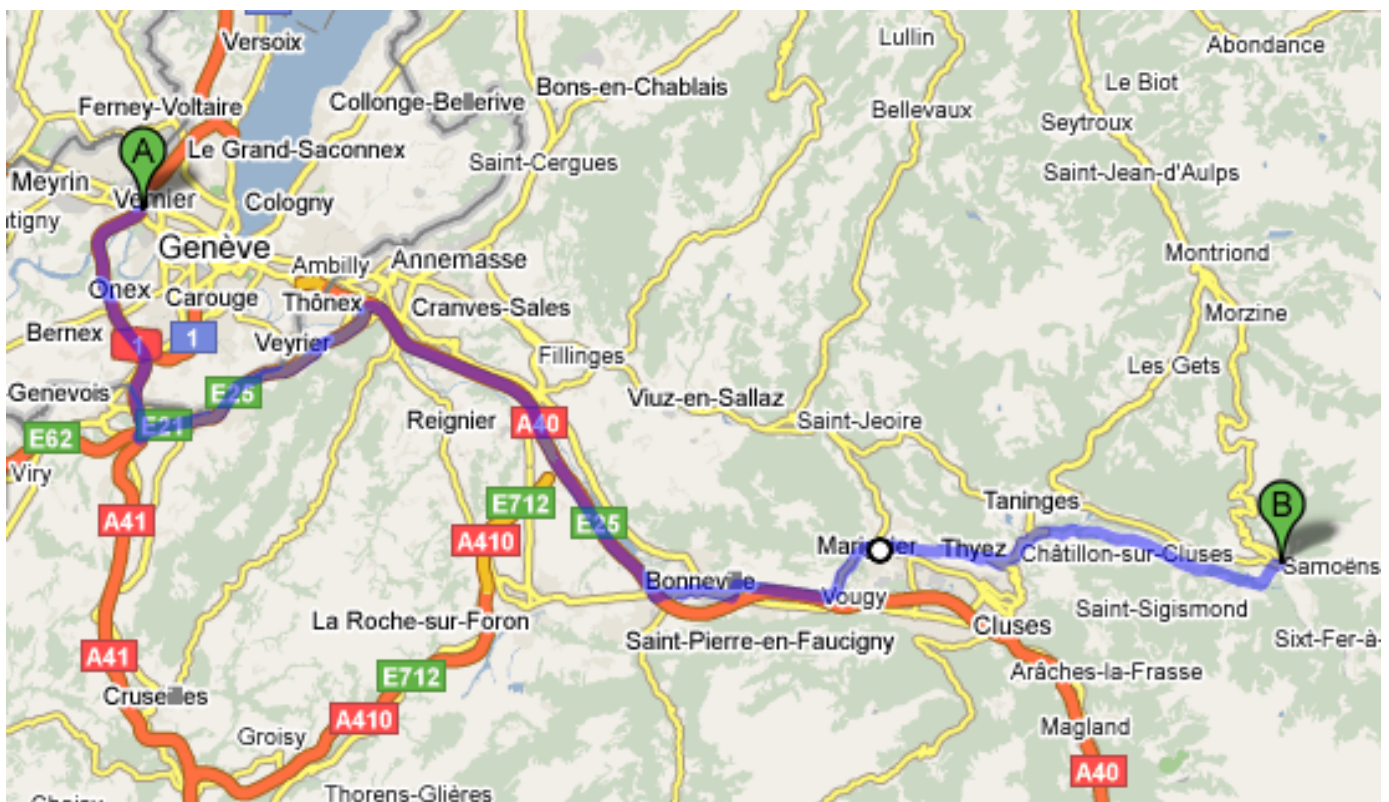 Versoix
Lullin
Abondance
Ferney-Voltaire
Collonge-Bellerive
Bons-en-Chablais
Le Biot
Bellevaux
Seytroux
A
Le Grand-Saconnex
Saint-Cergues
Saint-Jean-d'Aulps
Meyrin
Vernier
Cologny
Genève
Ambilly
Annemasse
Montriond
Onex
Carouge
Thônex
Cranves-Sales
Morzine
Bernex
1
1
Veyrier
Fillinges
Les Gets
Genevois
E25
Viuz-en-Sallaz
Reignier
A40
Saint-Jeoire
E62
E21
Viry
E712
E25
Taninges
B
A41
A410
Thyez
Châtillon-sur-Cluses
Samoëns
Bonneville
Vougy
Saint-Sigismond
La Roche-sur-Foron
Saint-Pierre-en-Faucigny
Cluses
Sixt-Fer-à-
A41
E712
Arâches-la-Frasse
Cruseilles
A410
Groisy
Magland
A40
Thorens-Glières